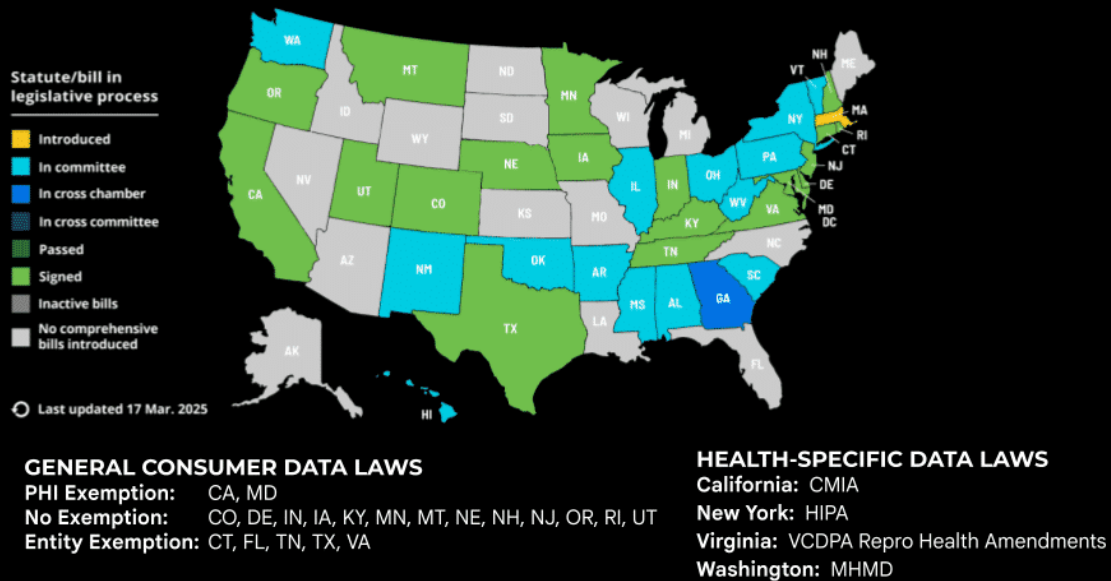 Statute/bill in
legislative process
Introduced
In committee
In cross chamber
In cross committee
Passed
Signed
Inactive bills
No comprehensive
bills introduced
Last updated 17 Mar. 2025
WA
OR
CA
NV
ID
MT
WY
UT
AZ
CO
NM
ND
SD
NE
KS
OK
TX
MN
IA
MO
AR
LA
WI
IL
MI
IN
OH
KY
TN
MS
AL
GA
FL
SC
NC
VA
WV
PA
NY
VT
NH
ME
MA
RI
CT
NJ
DE
MD
DC
AK
HI
GENERAL CONSUMER DATA LAWS
PHI Exemption: CA, MD
No Exemption: CO, DE, IN, IA, KY, MN, MT, NE, NH, NJ, OR, RI, UT
Entity Exemption: CT, FL, TN, TX, VA
HEALTH-SPECIFIC DATA LAWS
California: CMIA
New York: HIPA
Virginia: VCDPA Repro Health Amendments
Washington: MHMD